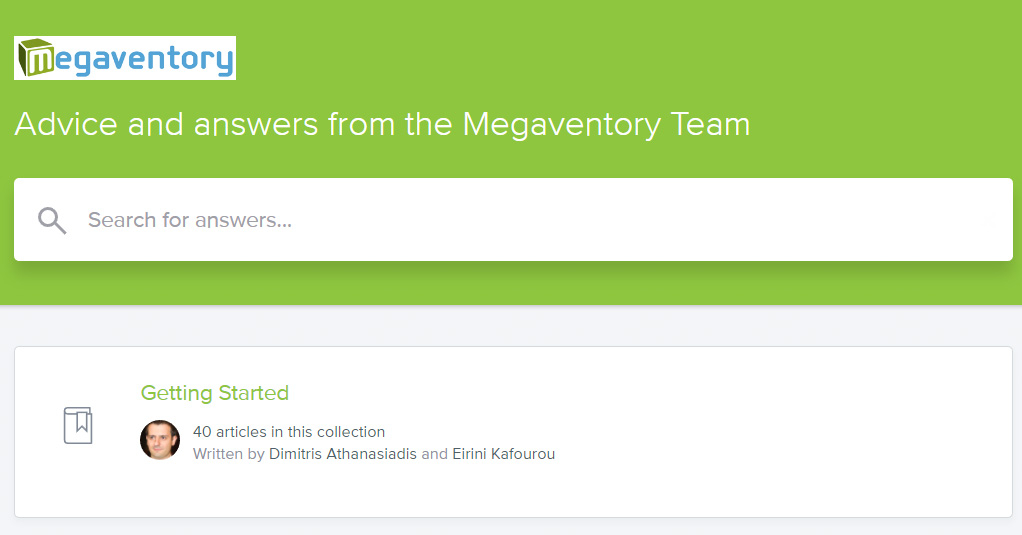 megaventory
Advice and answers from the Megaventory Team
Search for answers...
Getting Started
40 articles in this collection
Written by Dimitris Athanasiadis and Eirini Kafourou